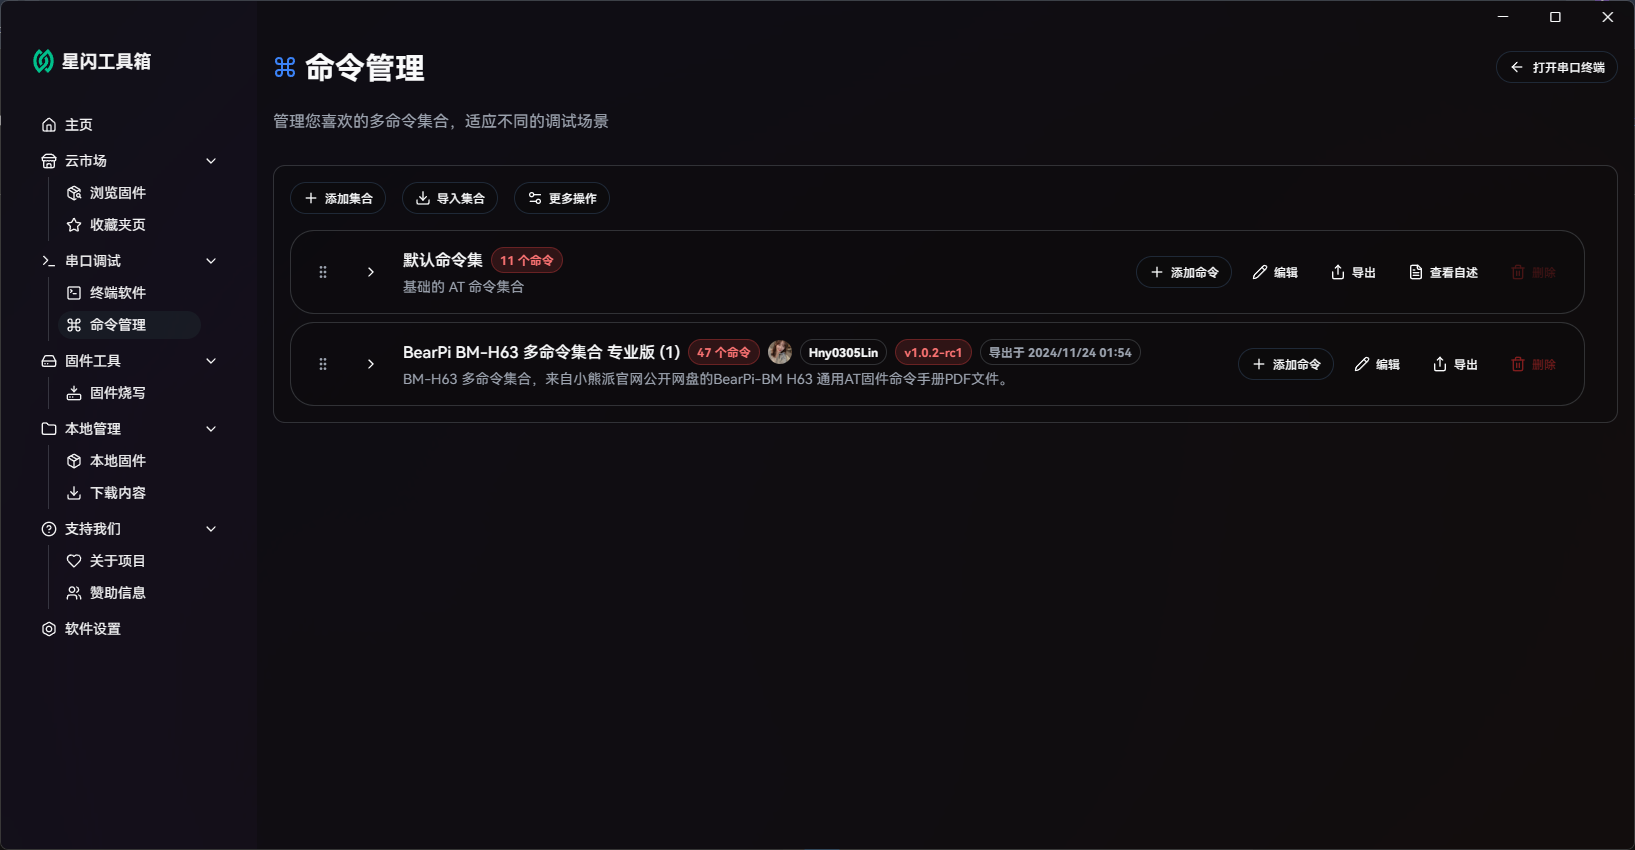 星闪工具箱
主页
云市场
浏览固件
收藏夹页
串口调试
终端软件
命令管理
固件工具
固件烧写
本地管理
本地固件
下载内容
支持我们
关于项目
赞助信息
软件设置
命令管理
打开串口终端
管理您喜欢的多命令集合，适应不同的调试场景
添加集合 导入集合 更多操作
默认命令集 11 个命令
基础的 AT 命令集合
添加命令 编辑 导出 查看自述 删除
BearPi BM-H63 多命令集合 专业版 (1) 47 个命令 Hny0305Lin v1.0.2-rc1 导出于 2024/11/24 01:54
BM-H63 多命令集合，来自小熊派官网公开网盘的BearPi-BM H63 通用AT固件命令手册PDF文件。
添加命令 编辑 导出 删除